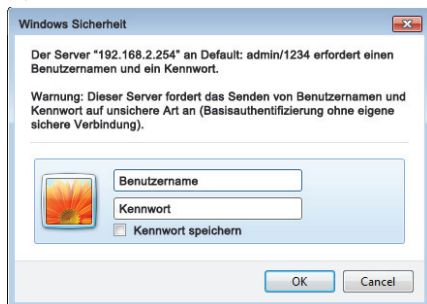 Windows Sicherheit
Der Server "192.168.2.254" an Default: admin/1234 erfordert einen
Benutzernamen und ein Kennwort.
Warnung: Dieser Server fordert das Senden von Benutzernamen und
Kennwort auf unsichere Art an (Basisauthentifizierung ohne eigene
sichere Verbindung).
Benutzername
Kennwort
Kennwort speichern
OK
Cancel